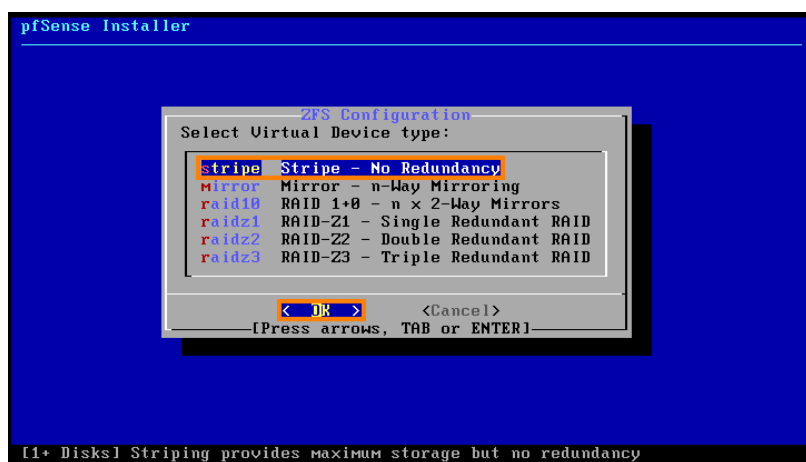 pfSense Installer
ZFS Configuration
Select Virtual Device type:
stripe Stripe - No Redundancy
mirror Mirror - n-Way Mirroring
raid10 RAID 1+0 - n x 2-Way Mirrors
raidz1 RAID-Z1 - Single Redundant RAID
raidz2 RAID-Z2 - Double Redundant RAID
raidz3 RAID-Z3 - Triple Redundant RAID
< OK > <Cancel>
[Press arrows, TAB or ENTER]
[1+ Disks] Striping provides maximum storage but no redundancy